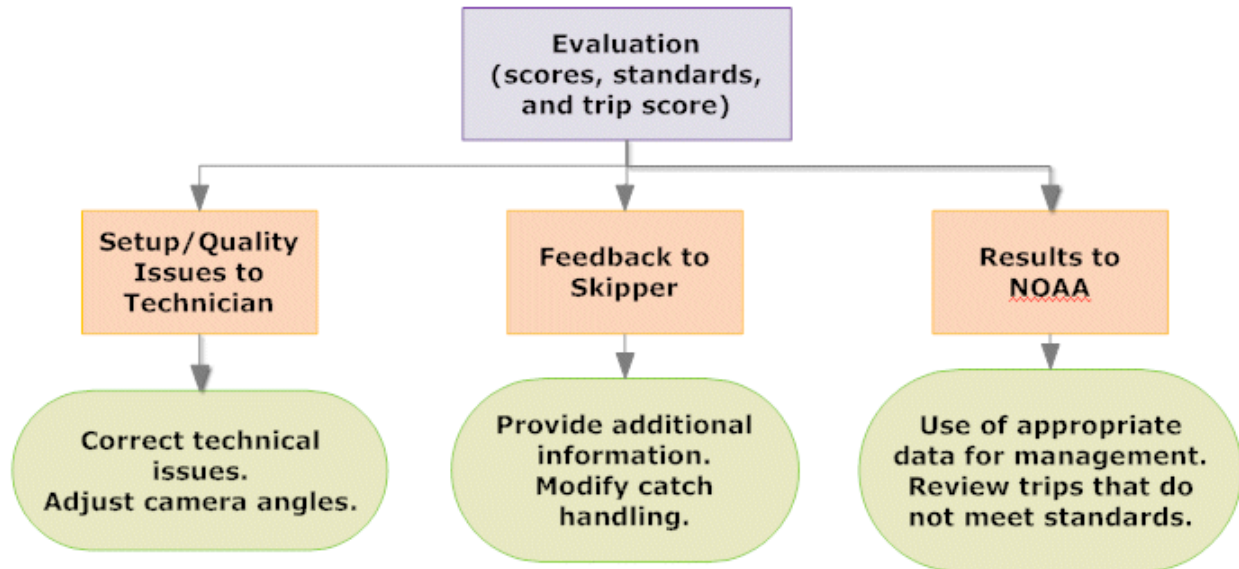 Evaluation
(scores, standards,
and trip score)
Setup/Quality
Issues to
Technician
Feedback to
Skipper
Results to
NOAA
Correct technical
issues.
Adjust camera angles.
Provide additional
information.
Modify catch
handling.
Use of appropriate
data for management.
Review trips that do
not meet standards.